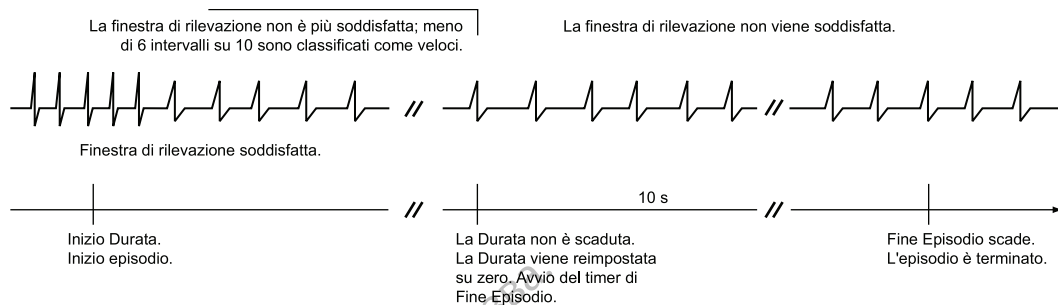 La finestra di rilevazione non è più soddisfatta; meno
di 6 intervalli su 10 sono classificati come veloci.
La finestra di rilevazione non viene soddisfatta.
Finestra di rilevazione soddisfatta.
10 s
Inizio Durata.
Inizio episodio.
La Durata non è scaduta.
La Durata viene reimpostata
su zero. Avvio del timer di
Fine Episodio.
Fine Episodio scade.
L'episodio è terminato.